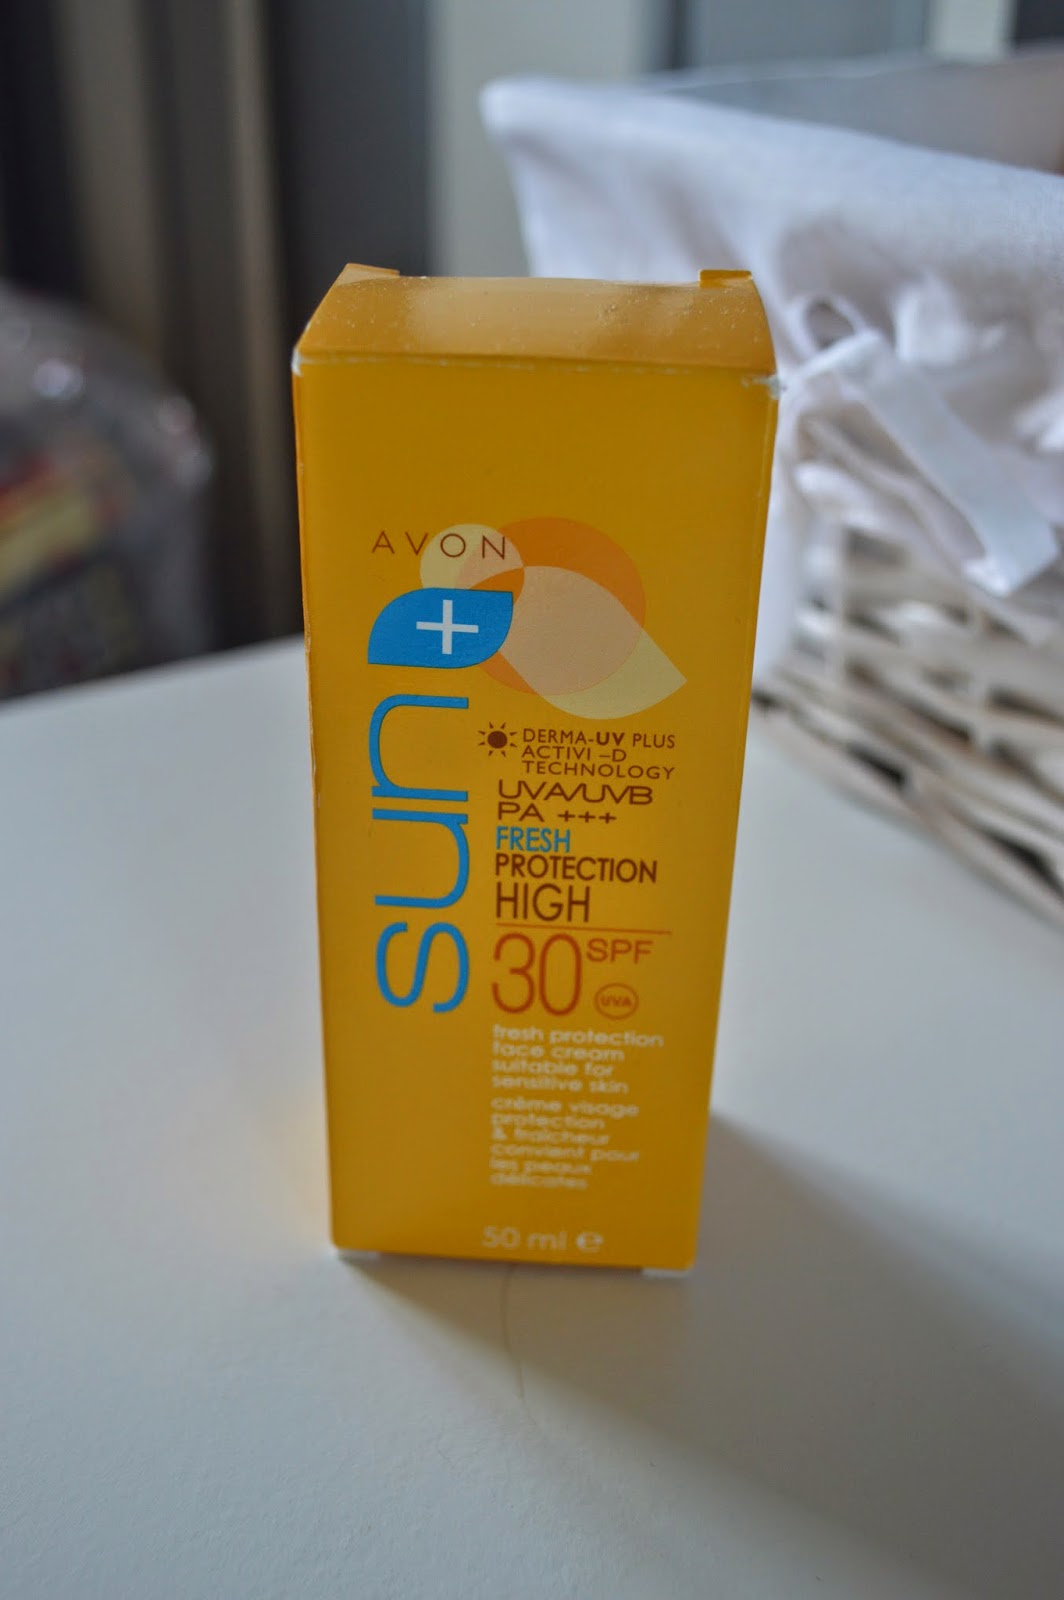 AVON
sun+
DERMA-UV PLUS
ACTIVI -D
TECHNOLOGY
UVA/UVB
PA +++
FRESH
PROTECTION
HIGH
30 SPF
UVA
fresh protection
face cream
suitable for
sensitive skin
crème visage
protection
& fraîcheur
convient pour
les peaux
délicates
50 ml ℮